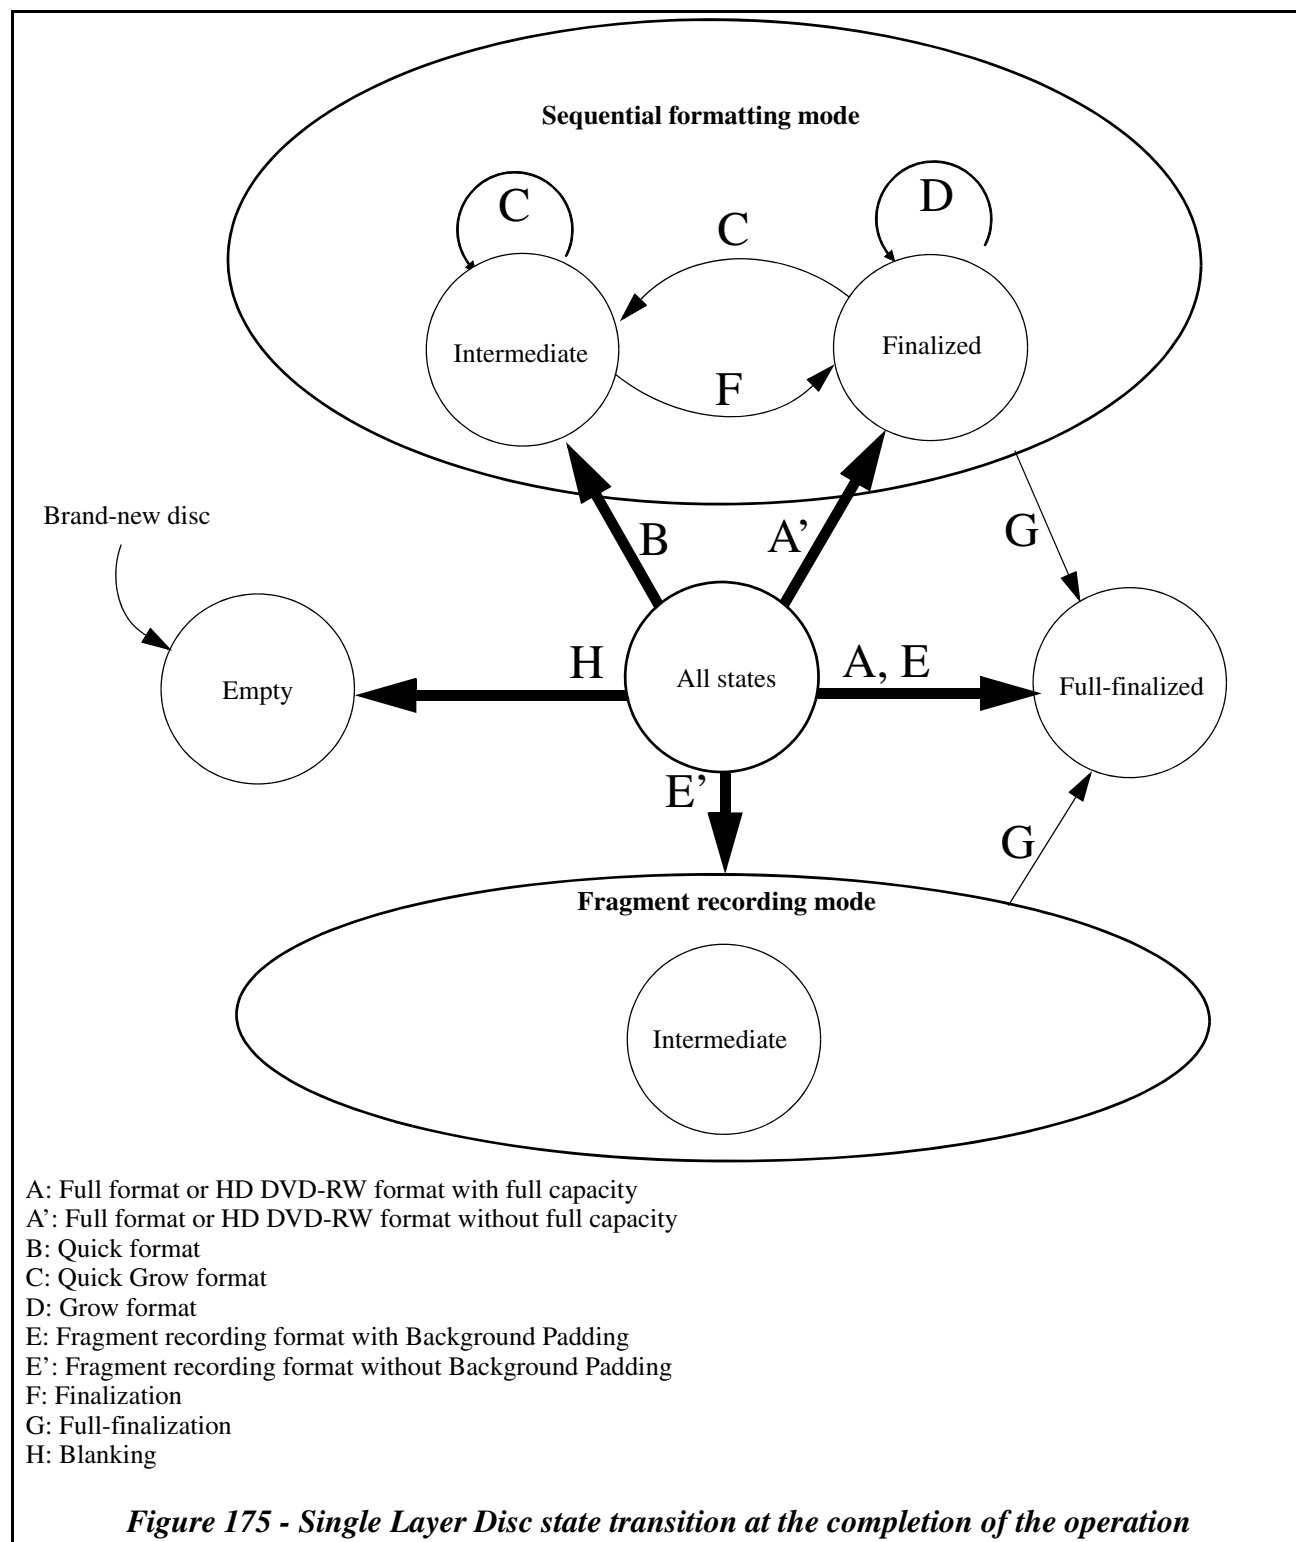 Sequential formatting mode
C
D
C
Intermediate
Finalized
F
Brand-new disc
B
A’
G
H
A, E
All states
Empty
Full-finalized
E’
G
Fragment recording mode
Intermediate
A: Full format or HD DVD-RW format with full capacity
A’: Full format or HD DVD-RW format without full capacity
B: Quick format
C: Quick Grow format
D: Grow format
E: Fragment recording format with Background Padding
E’: Fragment recording format without Background Padding
F: Finalization
G: Full-finalization
H: Blanking
Figure 175 - Single Layer Disc state transition at the completion of the operation